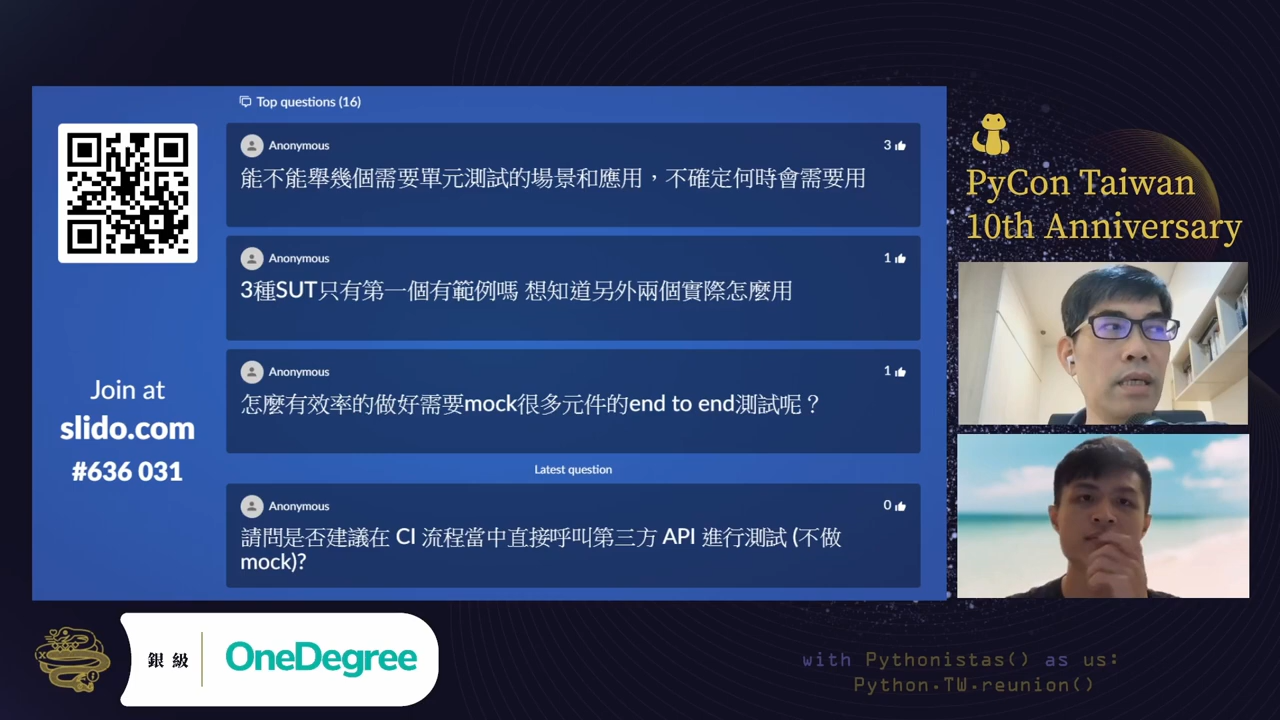 Top questions (16)
Anonymous
3
能不能舉幾個需要單元測試的場景和應用，不確定何時會需要用
Anonymous
1
3種SUT只有第一個有範例嗎 想知道另外兩個實際怎麼用
Anonymous
1
怎麼有效率的做好需要mock很多元件的end to end測試呢？
Latest question
Anonymous
0
請問是否建議在 CI 流程當中直接呼叫第三方 API 進行測試 (不做
mock)?
Join at
slido.com
#636 031
PyCon Taiwan
10th Anniversary
銀級
OneDegree
with Pythonistas() as us:
Python.TW.reunion()